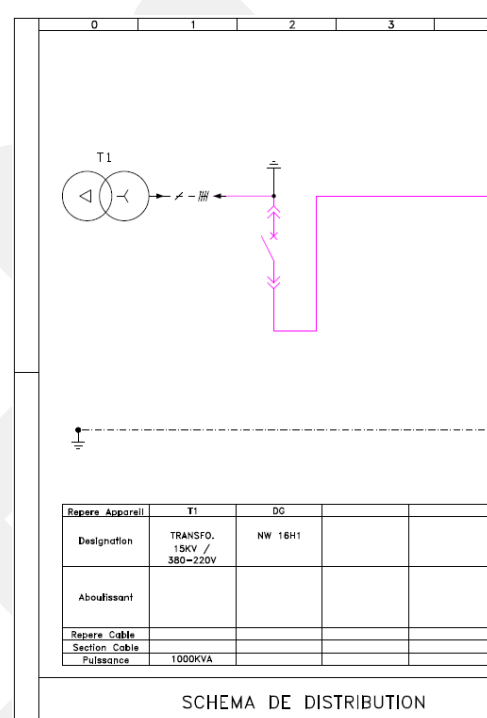 0 1 2 3
T1
Repere Appareil T1 DG
Designation TRANSFO. NW 16H1
15KV /
380-220V
Aboutissant
Repere Cable
Section Cable
Puissance 1000KVA
SCHEMA DE DISTRIBUTION